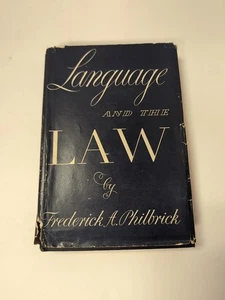 Language
AND THE
LAW
by
Frederick A. Philbrick